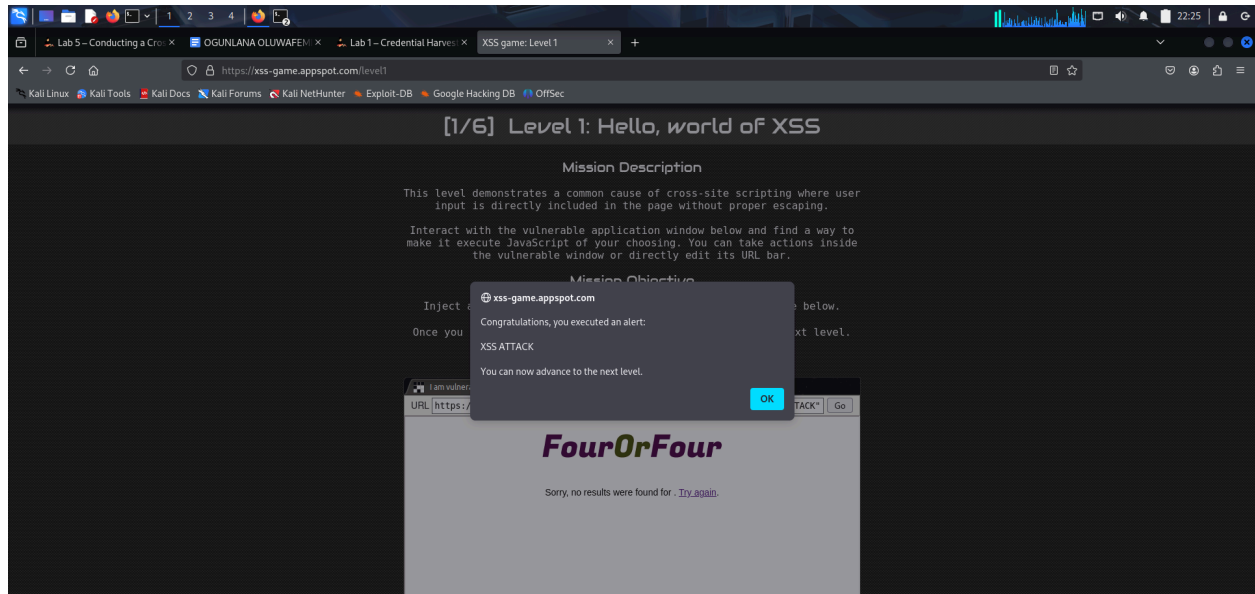 1 2 3 4
22:25
Lab 5 – Conducting a Cros
OGUNLANA OLUWAFEMI
Lab 1 – Credential Harvest
XSS game: Level 1
https://xss-game.appspot.com/level1
Kali Linux Kali Tools Kali Docs Kali Forums Kali NetHunter Exploit-DB Google Hacking DB OffSec
[1/6] Level 1: Hello, world of XSS
Mission Description
This level demonstrates a common cause of cross-site scripting where user
input is directly included in the page without proper escaping.
Interact with the vulnerable application window below and find a way to
make it execute JavaScript of your choosing. You can take actions inside
the vulnerable window or directly edit its URL bar.
Mission Objective
Inject a
below.
Once you
xt level.
xss-game.appspot.com
Congratulations, you executed an alert:
XSS ATTACK
You can now advance to the next level.
OK
I am vulner
URL https:/
TACK" Go
FourOrFour
Sorry, no results were found for . Try again.